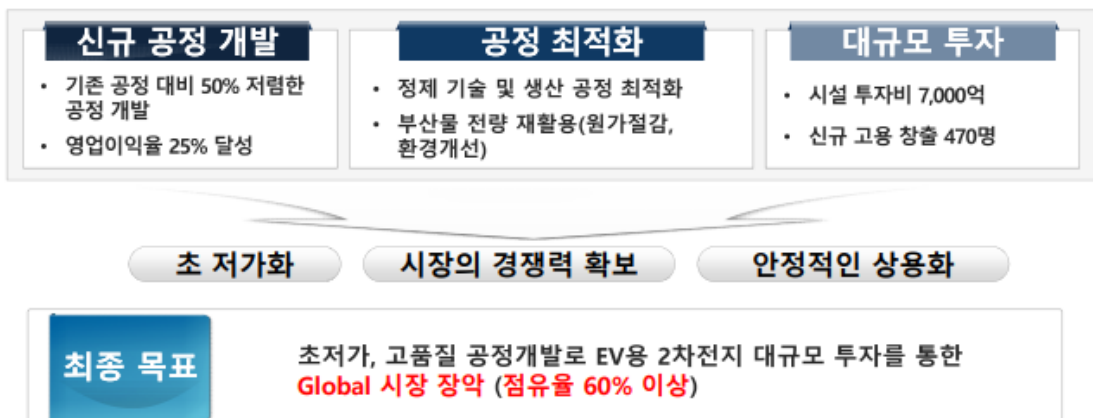 신규 공정 개발
• 기존 공정 대비 50% 저렴한
공정 개발
• 영업이익율 25% 달성
공정 최적화
• 정제 기술 및 생산 공정 최적화
• 부산물 전량 재활용(원가절감,
환경개선)
대규모 투자
• 시설 투자비 7,000억
• 신규 고용 창출 470명
초 저가화
시장의 경쟁력 확보
안정적인 상용화
최종 목표
초저가, 고품질 공정개발로 EV용 2차전지 대규모 투자를 통한
Global 시장 장악 (점유율 60% 이상)